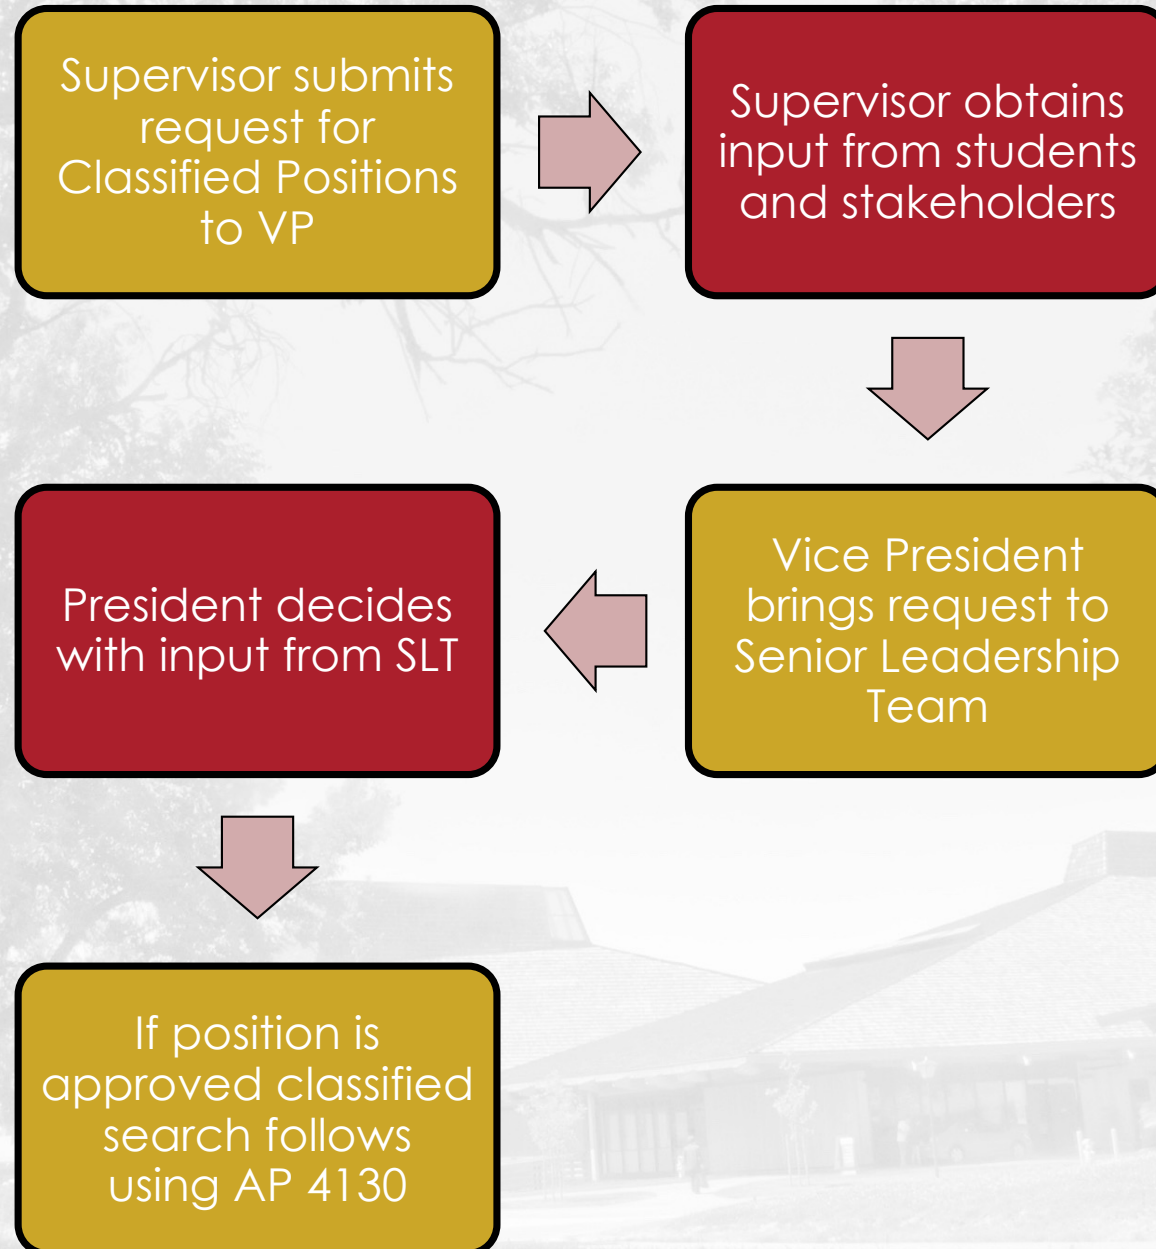 Supervisor submits
request for
Classified Positions
to VP
Supervisor obtains
input from students
and stakeholders
Vice President
brings request to
Senior Leadership
Team
President decides
with input from SLT
If position is
approved classified
search follows
using AP 4130